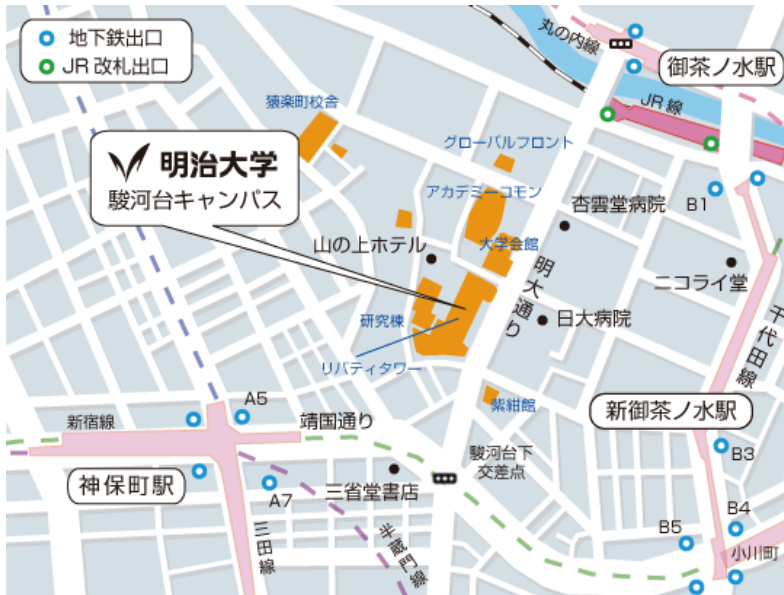 地下鉄出口
JR改札出口
丸の内線
御茶ノ水駅
JR線
猿楽町校舎
グローバルフロント
明治大学
駿河台キャンパス
アカデミーコモン
杏雲堂病院
B1
山の上ホテル
大学会館
明大通り
ニコライ堂
研究棟
日大病院
千代田線
リバティタワー
紫紺館
新御茶ノ水駅
A5
新宿線
靖国通り
駿河台下
交差点
B3
神保町駅
A7
三省堂書店
三田線
半蔵門線
B4
B5
小川町